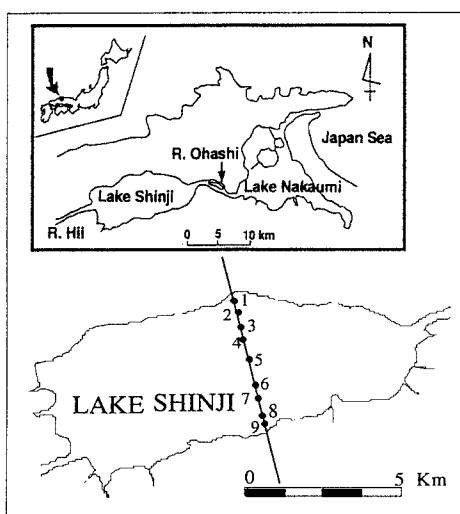 N
Japan Sea
R. Ohashi
Lake Shinji
Lake Nakaumi
R. Hii
0 5 10 km
1
2
3
4
5
6
7
8
9
LAKE SHINJI
0 5 Km